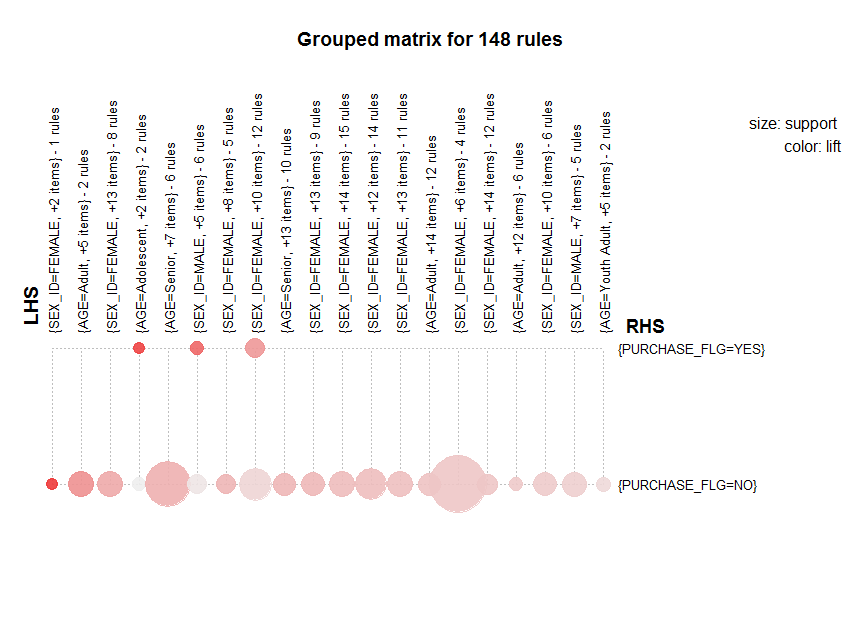 Grouped matrix for 148 rules
size: support
color: lift
{SEX_ID=FEMALE, +2 items} - 1 rules
{AGE=Adult, +5 items} - 2 rules
{SEX_ID=FEMALE, +13 items} - 8 rules
{AGE=Adolescent, +2 items} - 2 rules
{AGE=Senior, +7 items} - 6 rules
{SEX_ID=MALE, +5 items} - 6 rules
{SEX_ID=FEMALE, +8 items} - 5 rules
{SEX_ID=FEMALE, +10 items} - 12 rules
{AGE=Senior, +13 items} - 10 rules
{SEX_ID=FEMALE, +13 items} - 9 rules
{SEX_ID=FEMALE, +14 items} - 15 rules
{SEX_ID=FEMALE, +12 items} - 14 rules
{SEX_ID=FEMALE, +13 items} - 11 rules
{AGE=Adult, +14 items} - 12 rules
{SEX_ID=FEMALE, +6 items} - 4 rules
{SEX_ID=FEMALE, +14 items} - 12 rules
{AGE=Adult, +12 items} - 6 rules
{SEX_ID=FEMALE, +10 items} - 6 rules
{SEX_ID=MALE, +7 items} - 5 rules
{AGE=Youth Adult, +5 items} - 2 rules
LHS
RHS
{PURCHASE_FLG=YES}
{PURCHASE_FLG=NO}